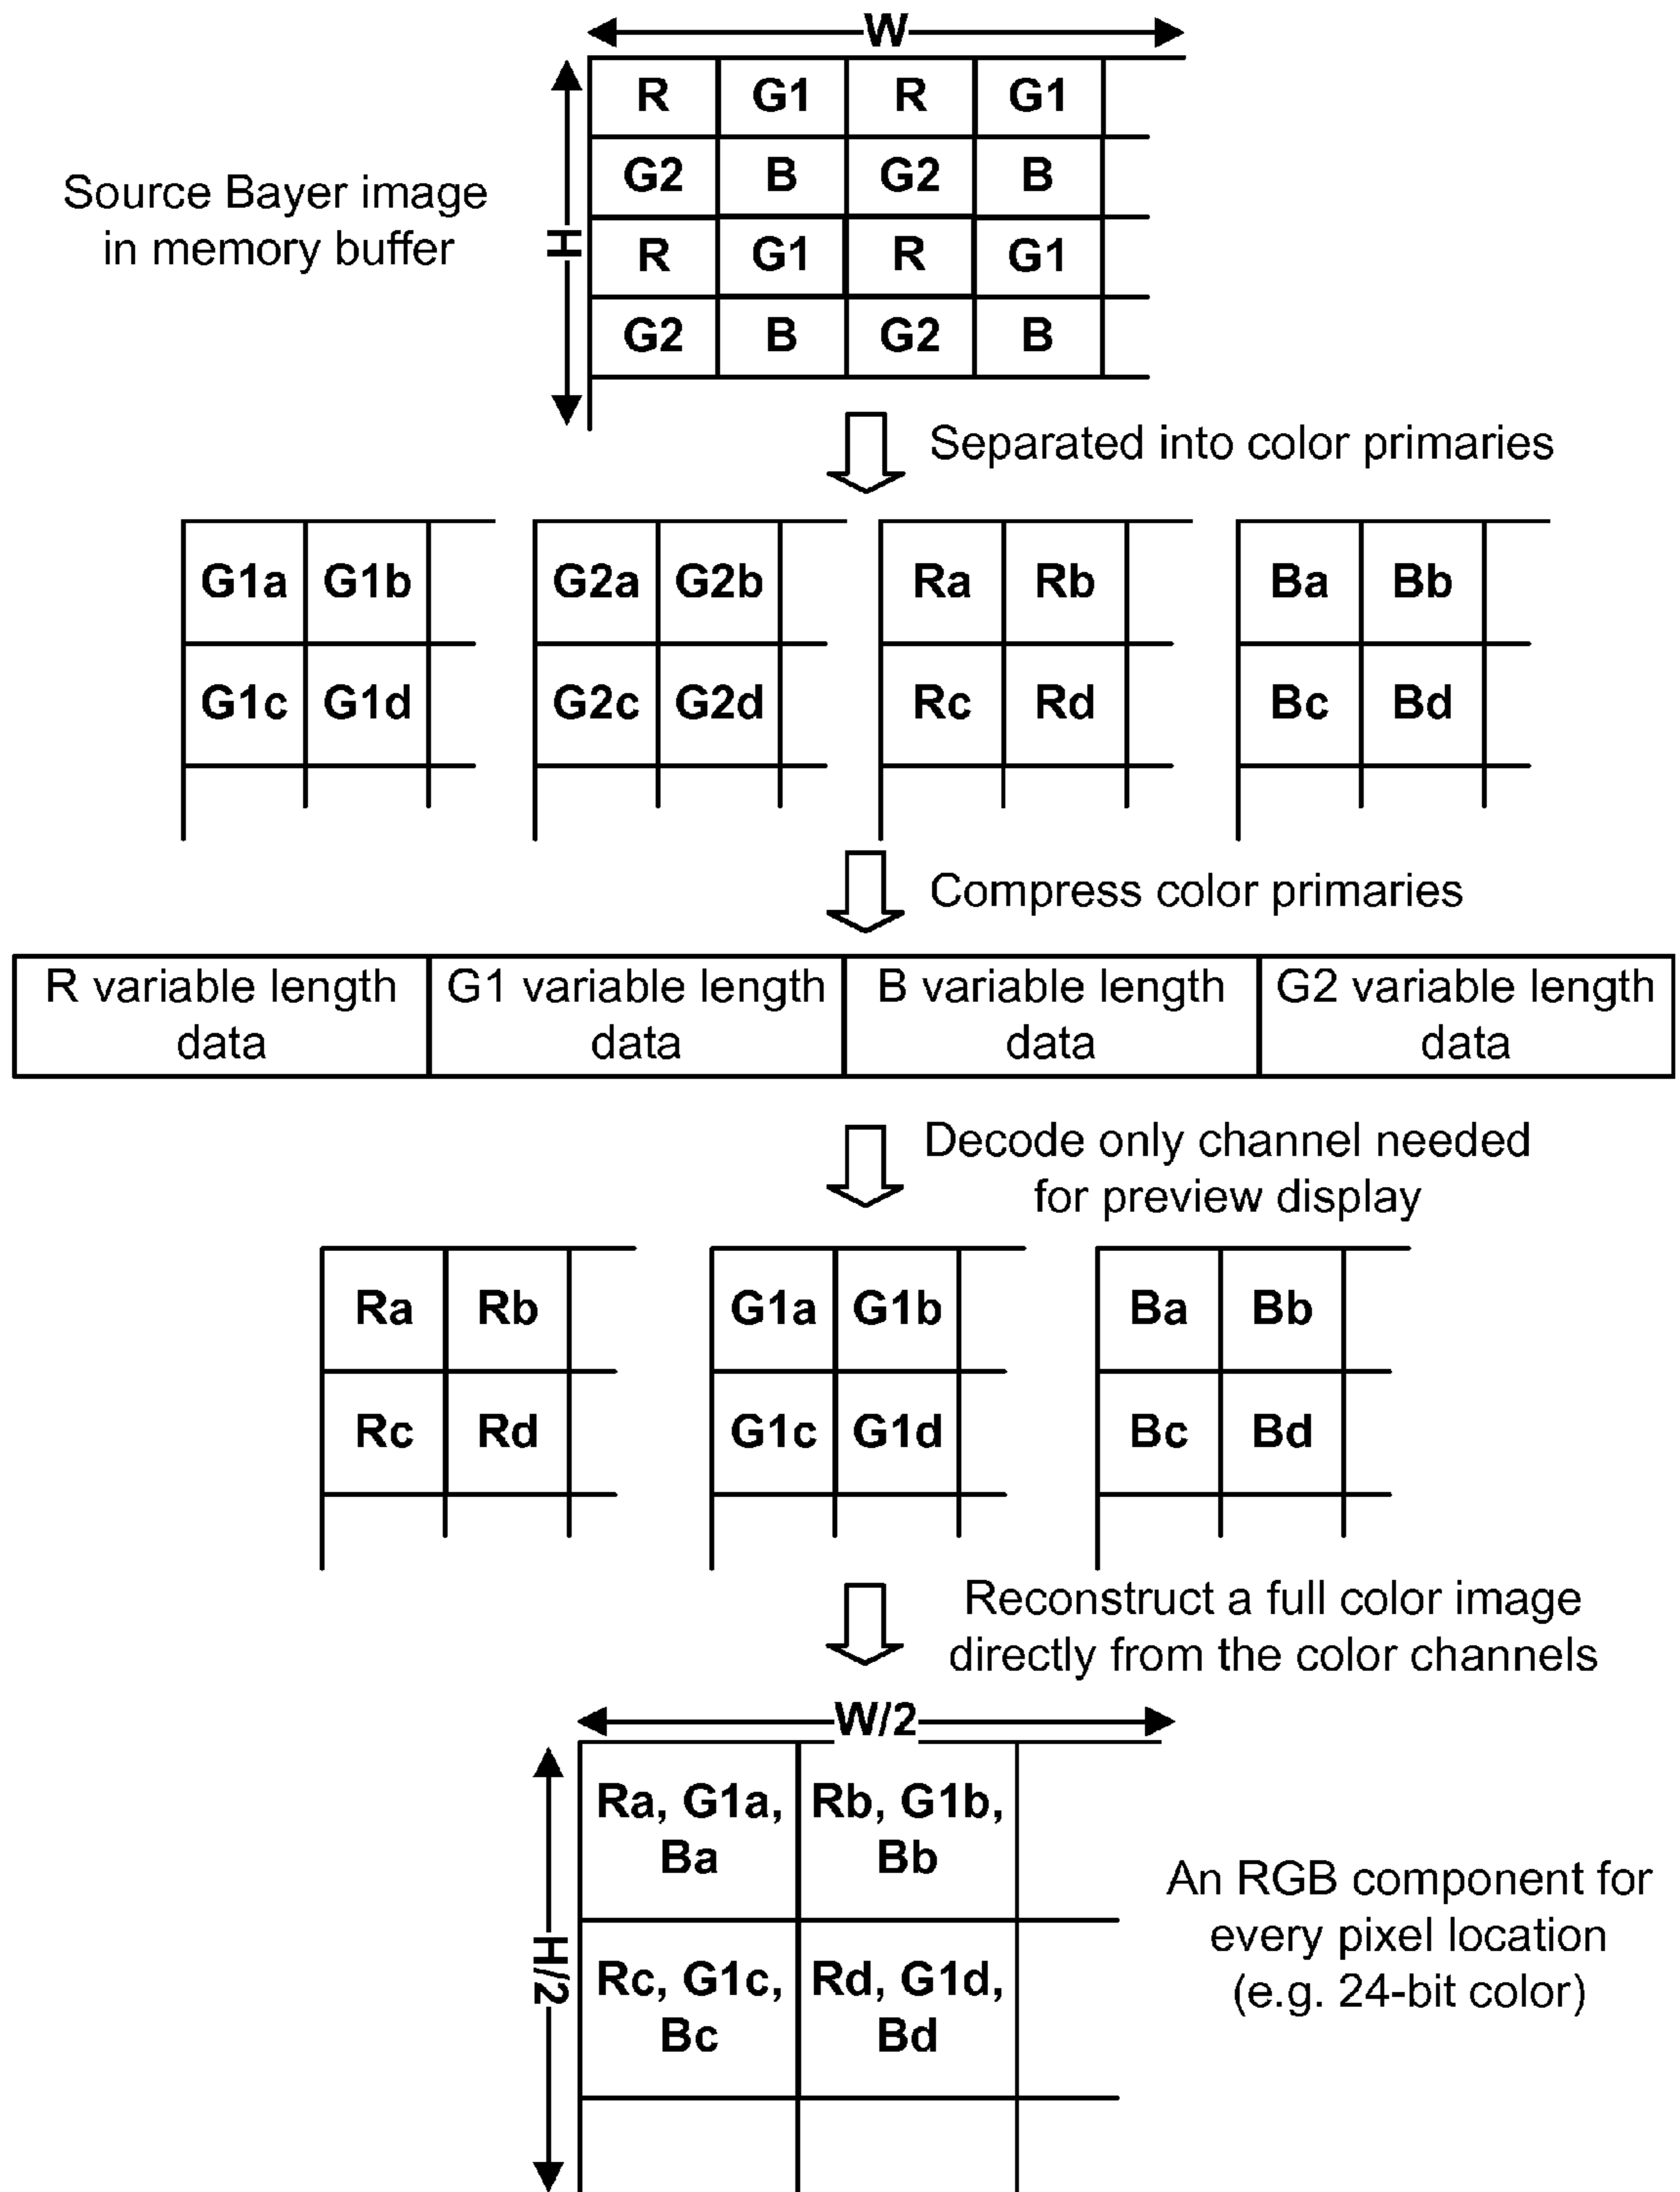 W
R G1 R G1
G2 B G2 B
R G1 R G1
G2 B G2 B
H
Source Bayer image
in memory buffer
Separated into color primaries
G1a G1b
G1c G1d
G2a G2b
G2c G2d
Ra Rb
Rc Rd
Ba Bb
Bc Bd
Compress color primaries
R variable length
data
G1 variable length
data
B variable length
data
G2 variable length
data
Decode only channel needed
for preview display
Ra Rb
Rc Rd
G1a G1b
G1c G1d
Ba Bb
Bc Bd
Reconstruct a full color image
directly from the color channels
W/2
H/2
Ra, G1a,
Ba
Rb, G1b,
Bb
Rc, G1c,
Bc
Rd, G1d,
Bd
An RGB component for
every pixel location
(e.g. 24-bit color)